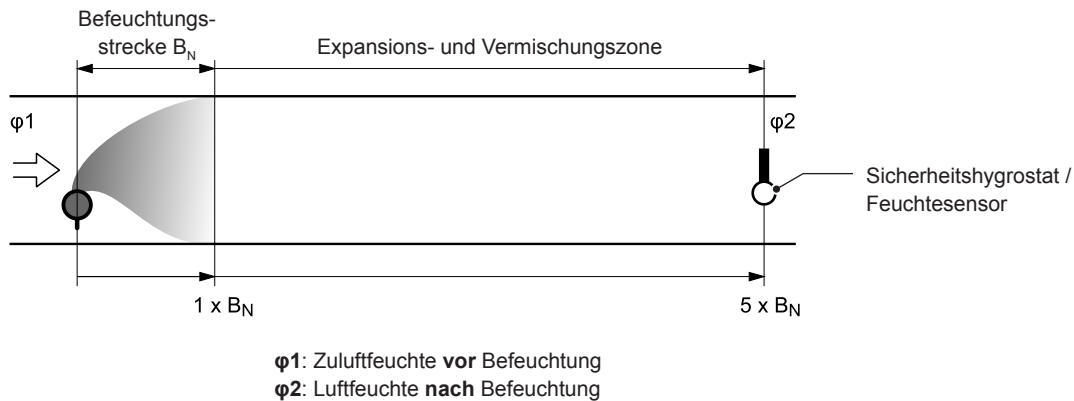 Befeuchtungs-
strecke B_N
Expansions- und Vermischungszone
φ1
φ2
Sicherheitshygrostat /
Feuchtesensor
1 x B_N
5 x B_N
φ1: Zuluftfeuchte vor Befeuchtung
φ2: Luftfeuchte nach Befeuchtung